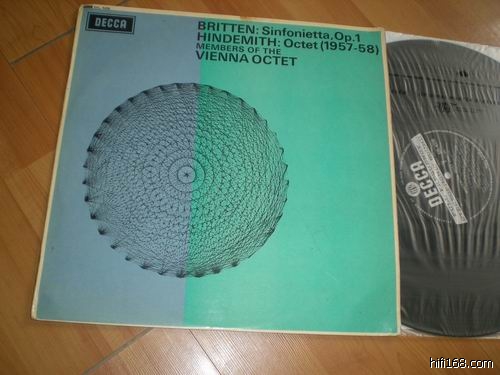 DECCA
BRITTEN: Sinfonietta, Op.1
HINDEMITH: Octet (1957-58)
MEMBERS OF THE
VIENNA OCTET
DECCA
hifi168.com